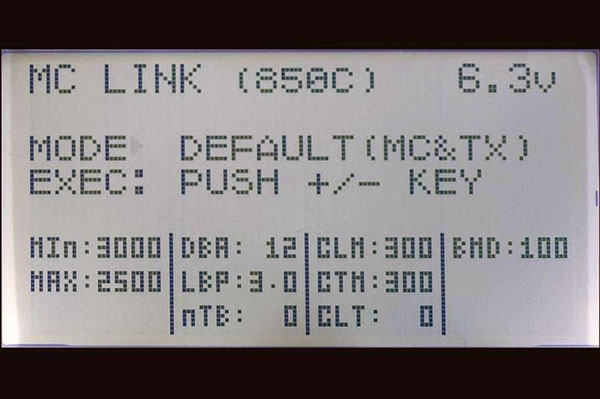 MC LINK (850C) 6.3v
MODE DEFAULT(MC&TX)
EXEC: PUSH +/- KEY
MIn:3000 DBA: 12 CLM:300 BMD:100
MAX:2500 LBP:3.0 CTM:300
nTB: 0 CLT: 0